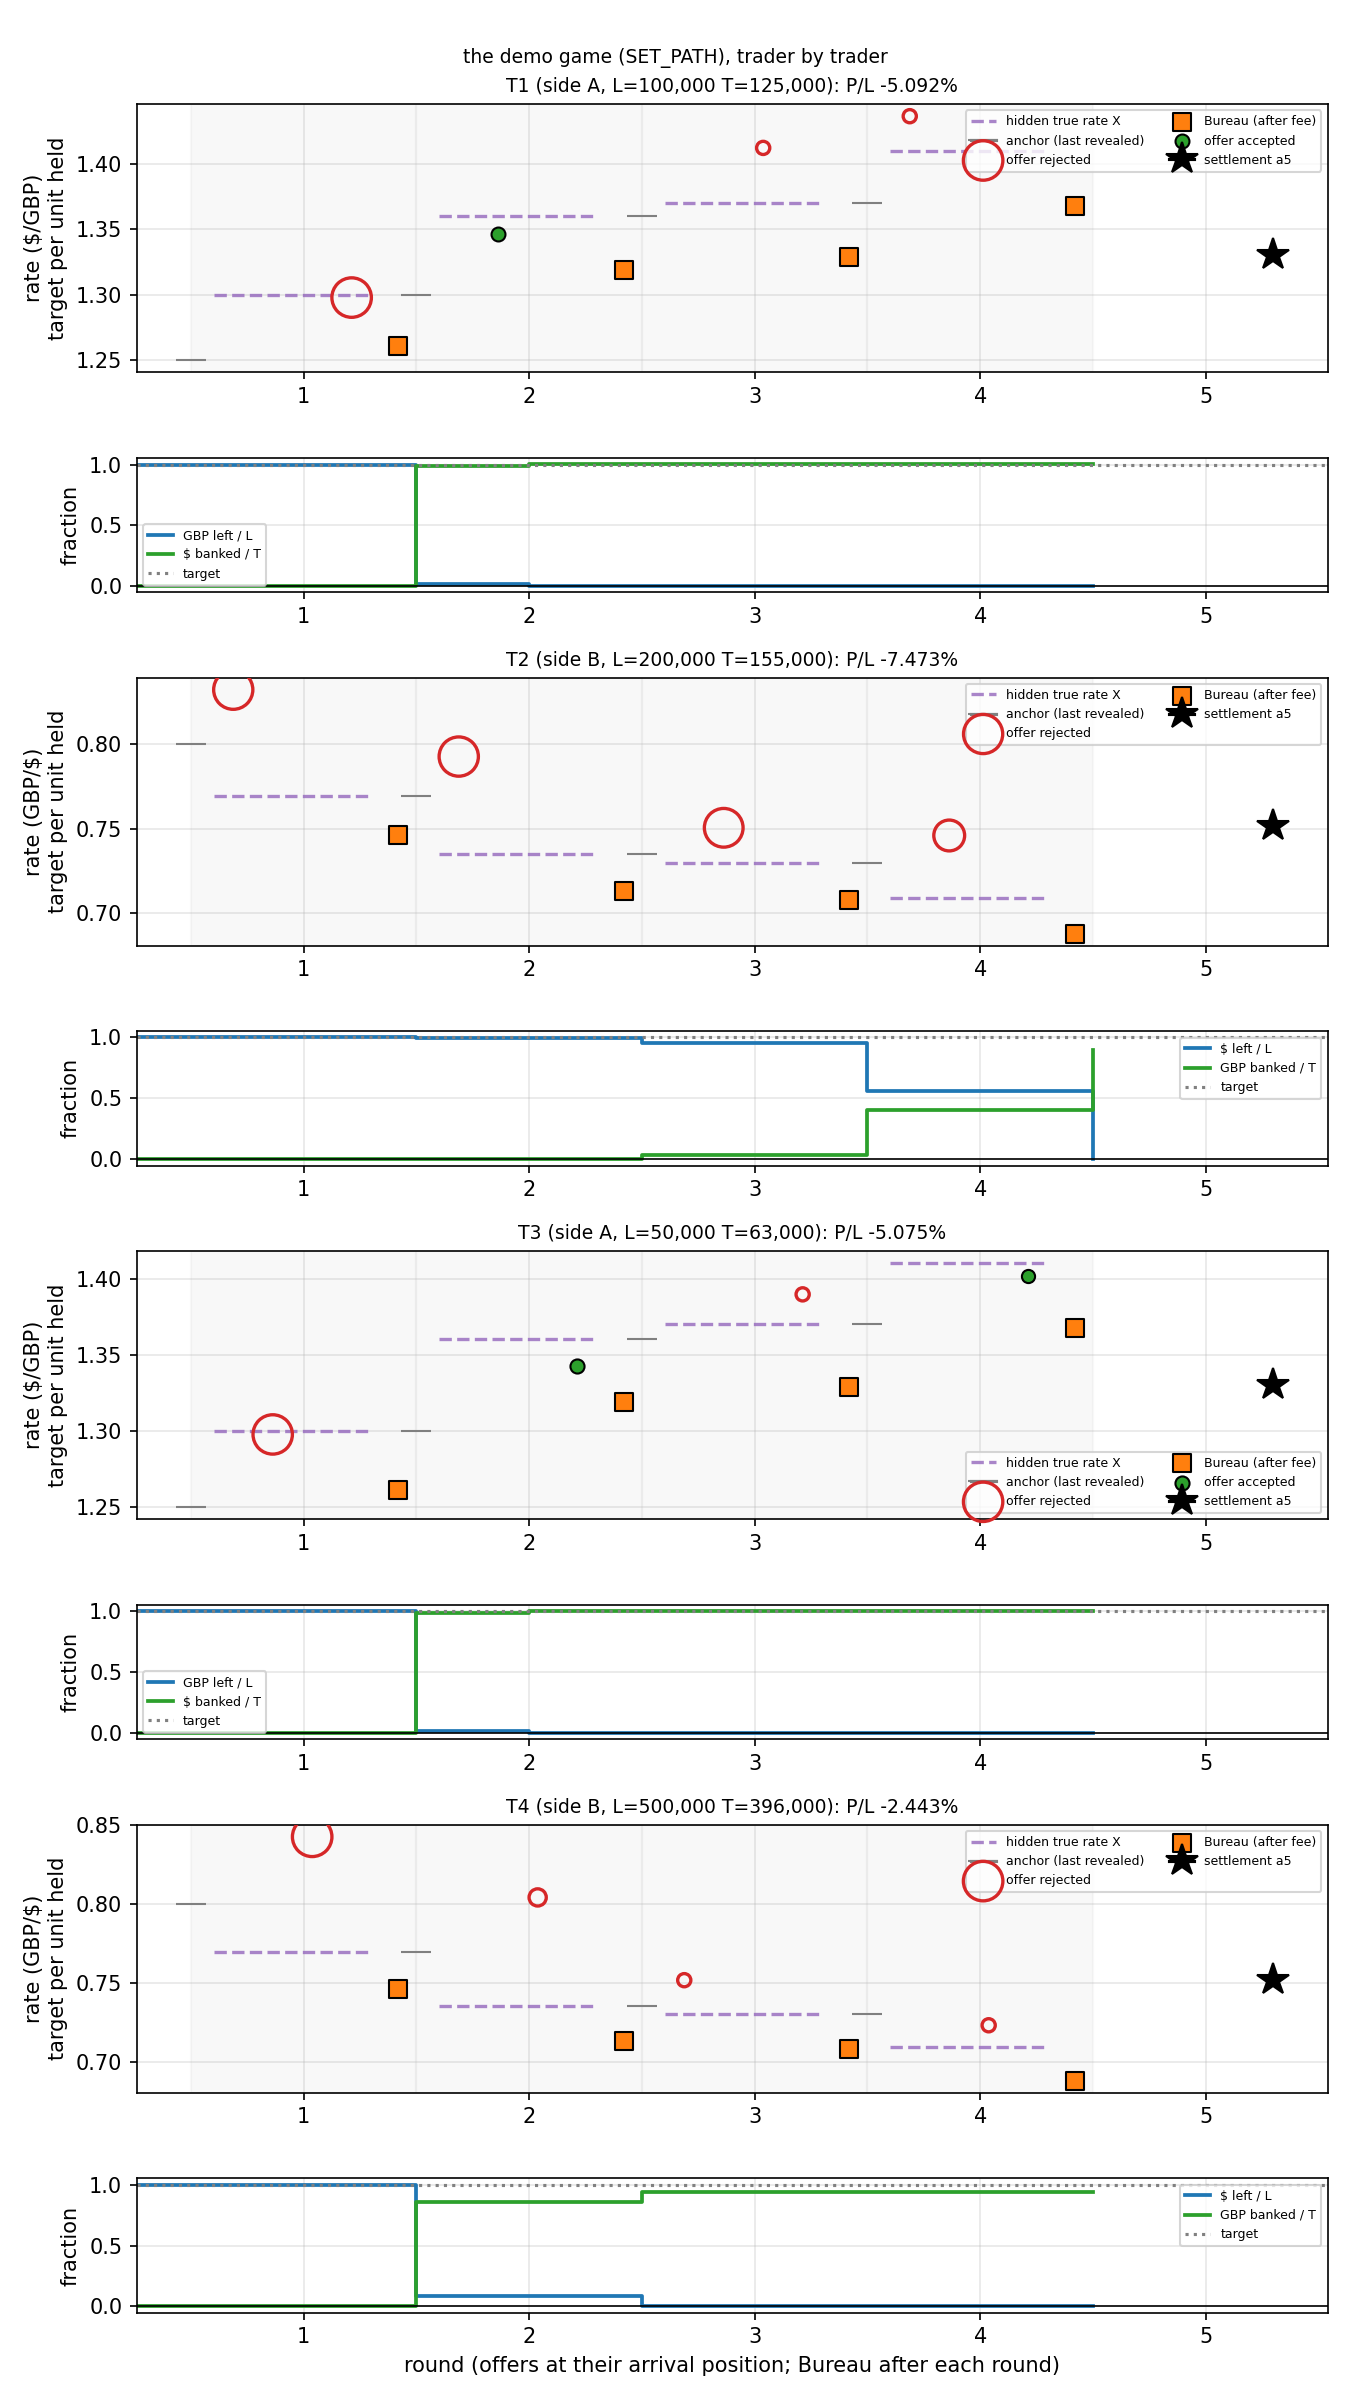 the demo game (SET_PATH), trader by trader
T1 (side A, L=100,000 T=125,000): P/L -5.092%
rate ($/GBP)
target per unit held
1.40
1.35
1.30
1.25
hidden true rate X
anchor (last revealed)
offer rejected
Bureau (after fee)
offer accepted
settlement a5
1 2 3 4 5
fraction
1.0
0.5
0.0
GBP left / L
$ banked / T
target
1 2 3 4 5
T2 (side B, L=200,000 T=155,000): P/L -7.473%
rate (GBP/$)
target per unit held
0.80
0.75
0.70
hidden true rate X
anchor (last revealed)
offer rejected
Bureau (after fee)
settlement a5
1 2 3 4 5
fraction
1.0
0.5
0.0
$ left / L
GBP banked / T
target
1 2 3 4 5
T3 (side A, L=50,000 T=63,000): P/L -5.075%
rate ($/GBP)
target per unit held
1.40
1.35
1.30
1.25
hidden true rate X
anchor (last revealed)
offer rejected
Bureau (after fee)
offer accepted
settlement a5
1 2 3 4 5
fraction
1.0
0.5
0.0
GBP left / L
$ banked / T
target
1 2 3 4 5
T4 (side B, L=500,000 T=396,000): P/L -2.443%
rate (GBP/$)
target per unit held
0.85
0.80
0.75
0.70
hidden true rate X
anchor (last revealed)
offer rejected
Bureau (after fee)
settlement a5
1 2 3 4 5
fraction
1.0
0.5
0.0
$ left / L
GBP banked / T
target
1 2 3 4 5
round (offers at their arrival position; Bureau after each round)